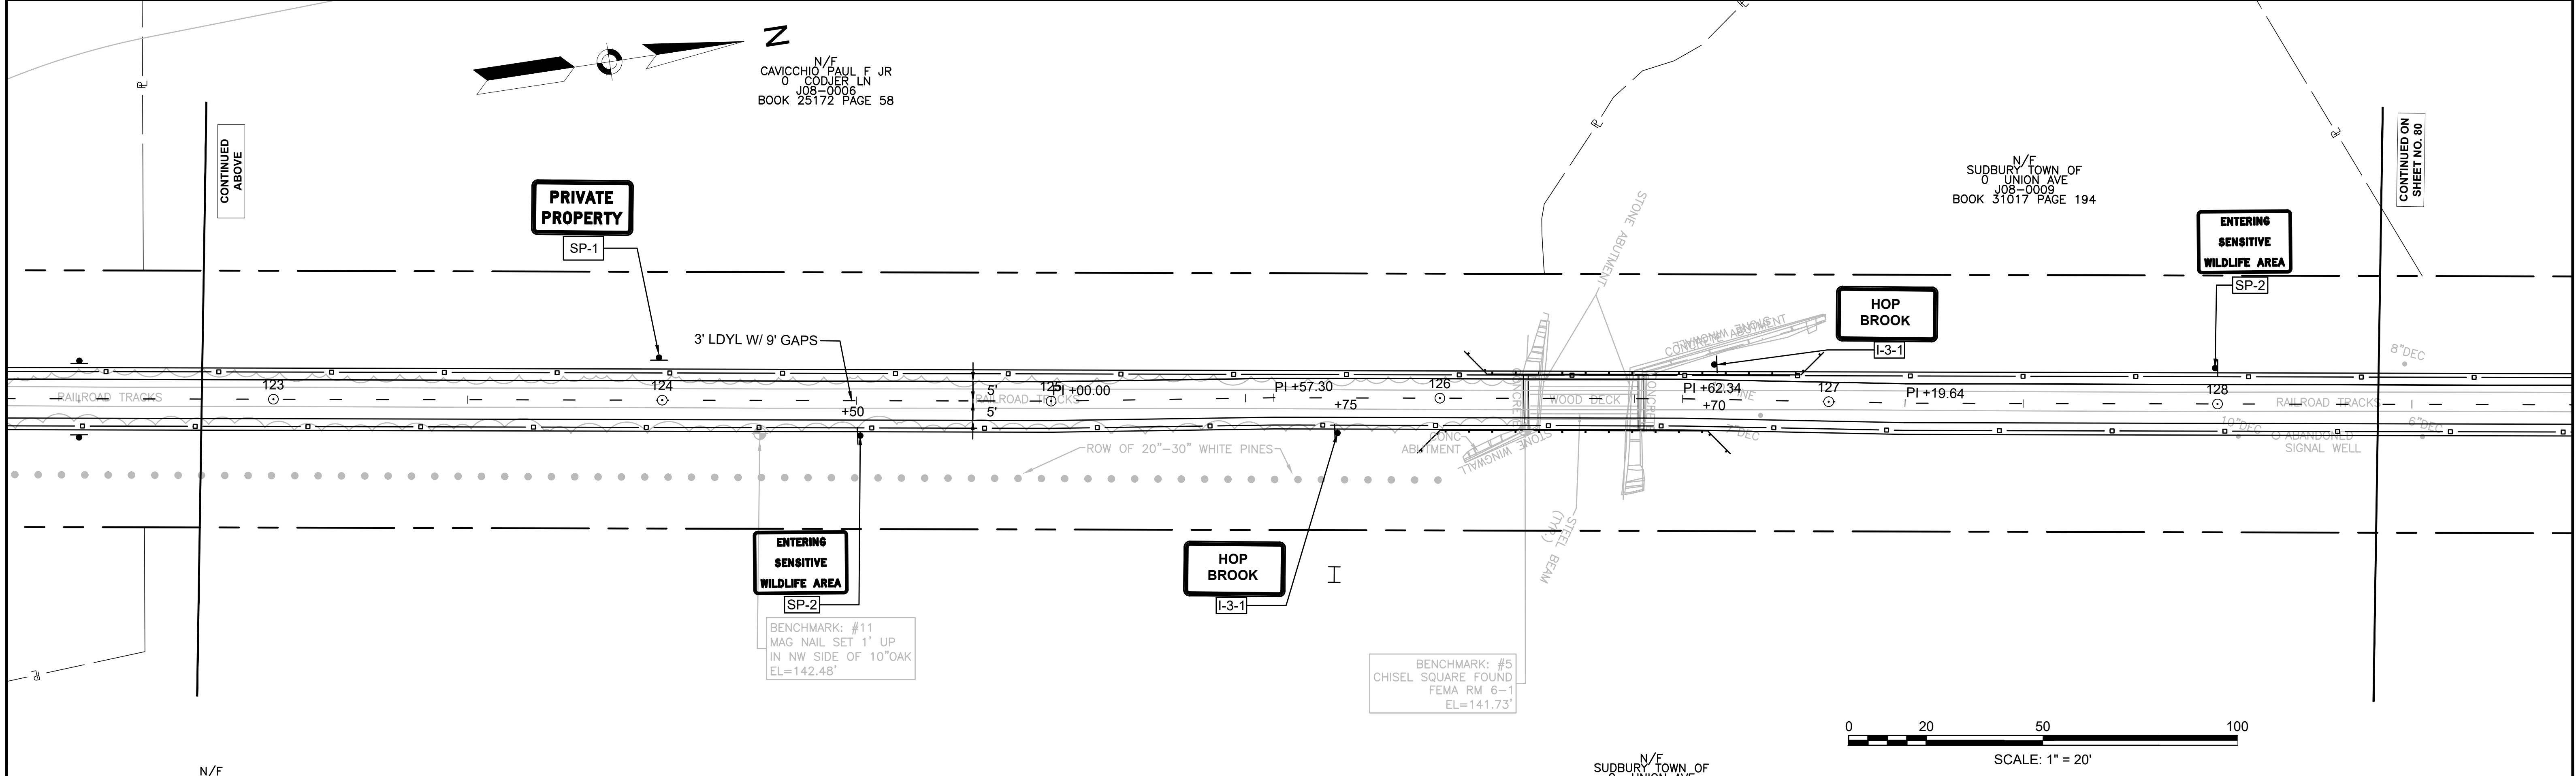 N
N/F
CAVICCHIO PAUL F JR
0 CODJER LN
J08-0006
BOOK 25172 PAGE 58
CONTINUED
ABOVE
PRIVATE
PROPERTY
SP-1
3' LDYL W/ 9' GAPS
STONE ABUTMENT
N/F
SUDBURY TOWN OF
0 UNION AVE
J08-0009
BOOK 31017 PAGE 194
CONTINUED ON
SHEET NO. 80
ENTERING
SENSITIVE
WILDLIFE AREA
SP-2
HOP
BROOK
I-3-1
STONE WINGWALL
CONCRETE ABUTMENT
8"DEC
123
124
125
PI +00.00
PI +57.30
126
PI +62.34
127
PI +19.64
128
RAILROAD TRACKS
RAILROAD TRACKS
RAILROAD TRACKS
5'
5'
+50
+75
+70
WOOD DECK
7"DEC
10"DEC
6"DEC
ABANDONED
SIGNAL WELL
ROW OF 20"-30" WHITE PINES
CONC
ABUTMENT
STONE WINGWALL
STEEL BEAM
(TYP.)
ENTERING
SENSITIVE
WILDLIFE AREA
SP-2
HOP
BROOK
I-3-1
BENCHMARK: #11
MAG NAIL SET 1' UP
IN NW SIDE OF 10"OAK
EL=142.48'
BENCHMARK: #5
CHISEL SQUARE FOUND
FEMA RM 6-1
EL=141.73'
0 20 50 100
SCALE: 1" = 20'
N/F
N/F
SUDBURY TOWN OF